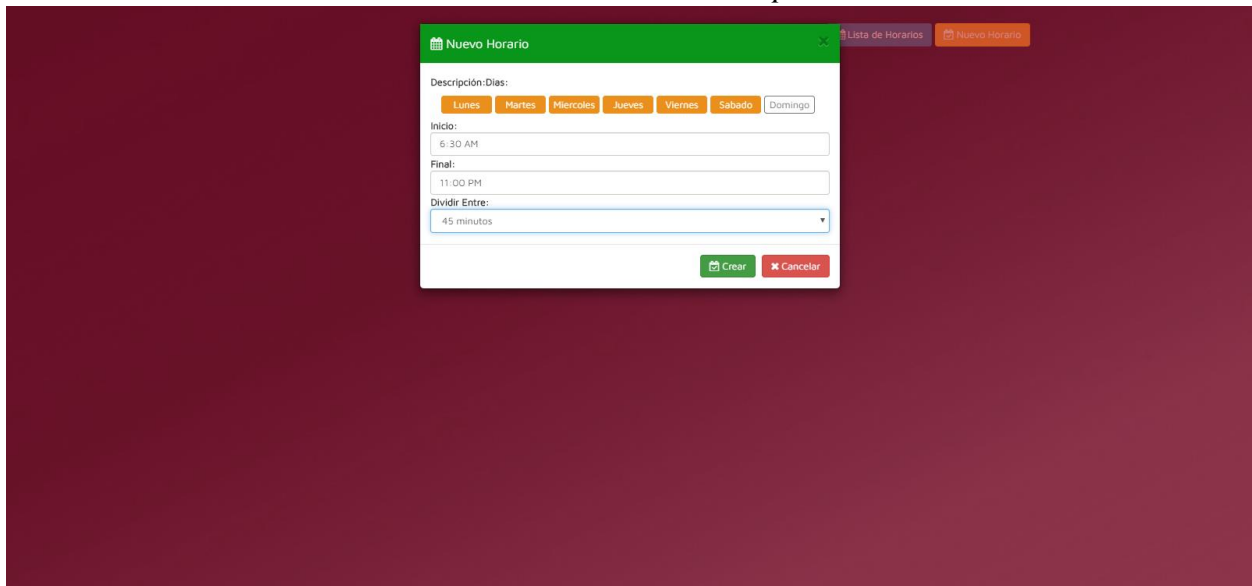 Nuevo Horario ×
Lista de Horarios Nuevo Horario
Descripción:Dias:
Lunes Martes Miercoles Jueves Viernes Sabado Domingo
Inicio:
6:30 AM
Final:
11:00 PM
Dividir Entre:
45 minutos
Crear Cancelar